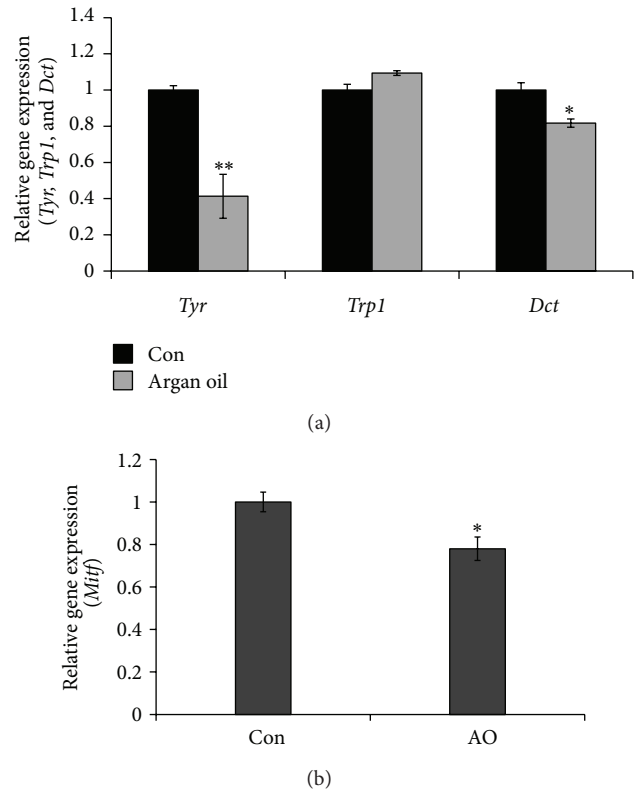 Relative gene expression
(Tyr, Trp1, and Dct)
1.4
1.2
1
0.8
0.6
0.4
0.2
0
**
*
Tyr
Trp1
Dct
Con
Argan oil
(a)
Relative gene expression
(Mitf)
1.2
1
0.8
0.6
0.4
0.2
0
*
Con
AO
(b)